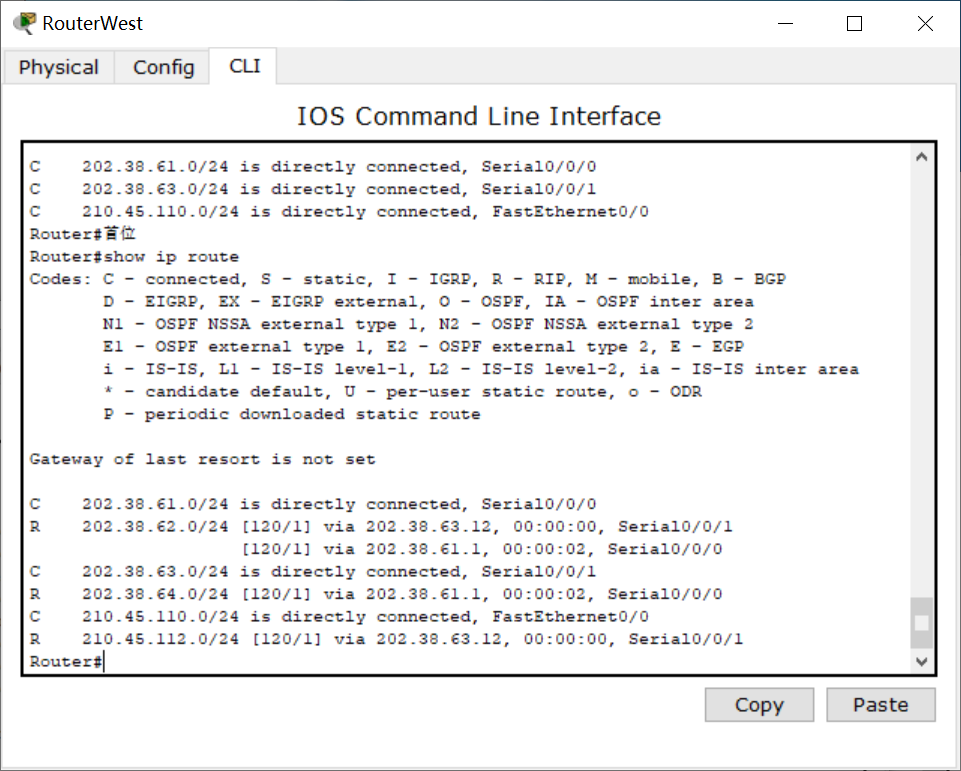 RouterWest
Physical Config CLI
IOS Command Line Interface
C    202.38.61.0/24 is directly connected, Serial0/0/0
C    202.38.63.0/24 is directly connected, Serial0/0/1
C    210.45.110.0/24 is directly connected, FastEthernet0/0
Router#首位
Router#show ip route
Codes: C - connected, S - static, I - IGRP, R - RIP, M - mobile, B - BGP
       D - EIGRP, EX - EIGRP external, O - OSPF, IA - OSPF inter area
       N1 - OSPF NSSA external type 1, N2 - OSPF NSSA external type 2
       E1 - OSPF external type 1, E2 - OSPF external type 2, E - EGP
       i - IS-IS, L1 - IS-IS level-1, L2 - IS-IS level-2, ia - IS-IS inter area
       * - candidate default, U - per-user static route, o - ODR
       P - periodic downloaded static route
Gateway of last resort is not set
C    202.38.61.0/24 is directly connected, Serial0/0/0
R    202.38.62.0/24 [120/1] via 202.38.63.12, 00:00:00, Serial0/0/1
                    [120/1] via 202.38.61.1, 00:00:02, Serial0/0/0
C    202.38.63.0/24 is directly connected, Serial0/0/1
R    202.38.64.0/24 [120/1] via 202.38.61.1, 00:00:02, Serial0/0/0
C    210.45.110.0/24 is directly connected, FastEthernet0/0
R    210.45.112.0/24 [120/1] via 202.38.63.12, 00:00:00, Serial0/0/1
Router#
Copy Paste